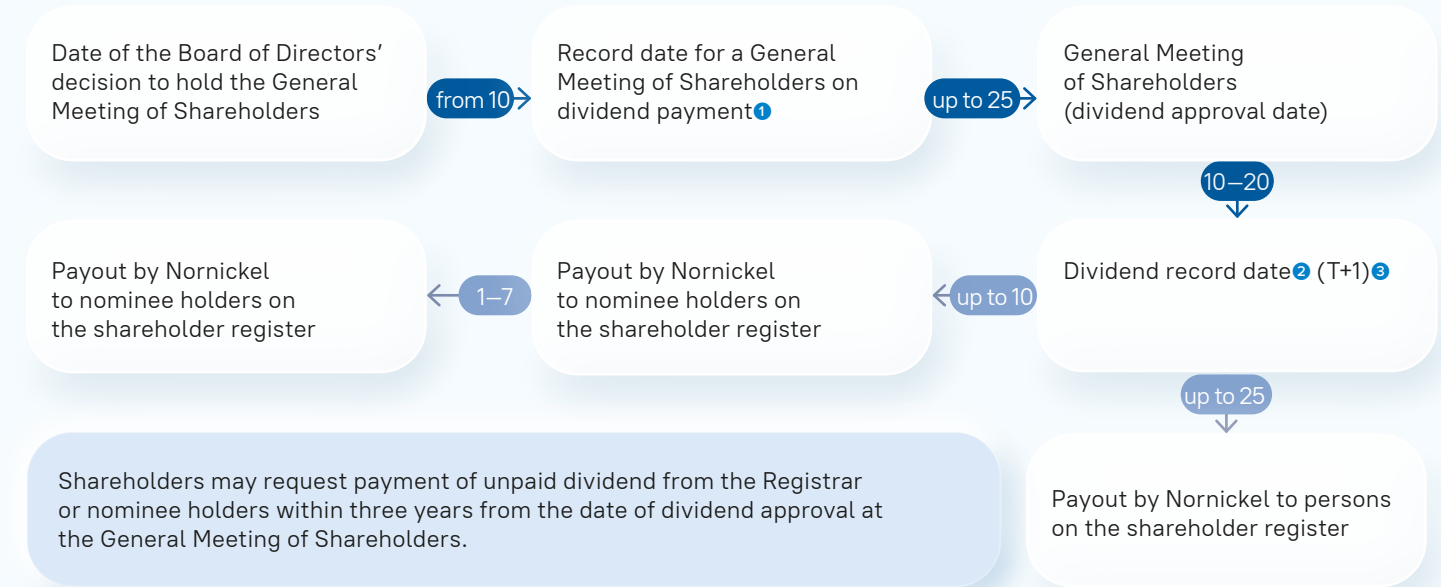 Date of the Board of Directors’
decision to hold the General
Meeting of Shareholders
from 10
Record date for a General
Meeting of Shareholders on
dividend payment❶
up to 25
General Meeting
of Shareholders
(dividend approval date)
10—20
Dividend record date❷ (T+1)❸
up to 10
Payout by Nornickel
to nominee holders on
the shareholder register
1—7
Payout by Nornickel
to nominee holders on
the shareholder register
up to 25
Payout by Nornickel to persons
on the shareholder register
Shareholders may request payment of unpaid dividend from the Registrar
or nominee holders within three years from the date of dividend approval at
the General Meeting of Shareholders.